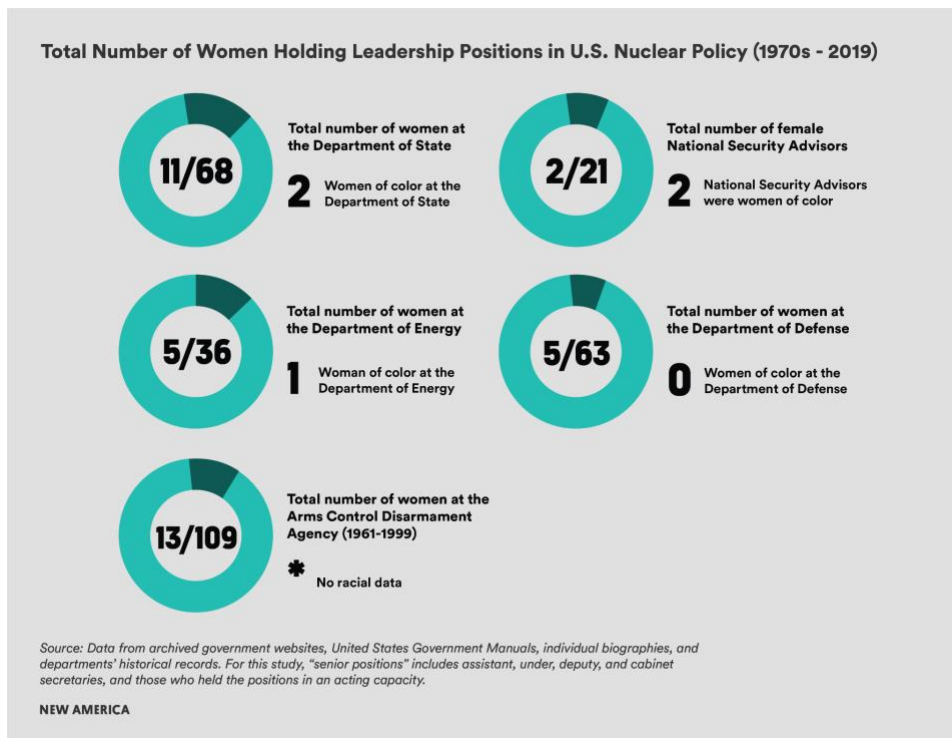 Total Number of Women Holding Leadership Positions in U.S. Nuclear Policy (1970s - 2019)
11/68
Total number of women at
the Department of State
2
Women of color at the
Department of State
2/21
Total number of female
National Security Advisors
2
National Security Advisors
were women of color
5/36
Total number of women at
the Department of Energy
1
Woman of color at the
Department of Energy
5/63
Total number of women at
the Department of Defense
0
Women of color at the
Department of Defense
13/109
Total number of women at the
Arms Control Disarmament
Agency (1961-1999)
*
No racial data
Source: Data from archived government websites, United States Government Manuals, individual biographies, and
departments' historical records. For this study, “senior positions” includes assistant, under, deputy, and cabinet
secretaries, and those who held the positions in an acting capacity.
NEW AMERICA